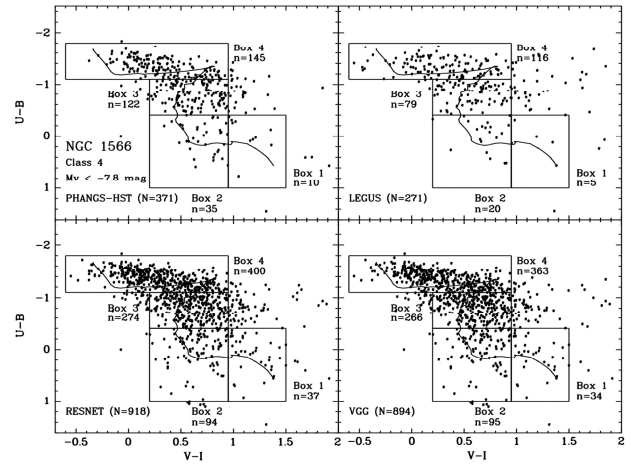 -2
Box 4
n=145
Box 4
n=116
-1
Box 3
n=122
Box 3
n=79
U-B
0
NGC 1566
Class 4
Mv < -7.8 mag
Box 1
n=10
Box 1
n=5
1
PHANGS-HST (N=371)
Box 2
n=35
LEGUS (N=271)
Box 2
n=20
-2
Box 4
n=400
Box 4
n=363
-1
Box 3
n=274
Box 3
n=266
U-B
0
Box 1
n=37
Box 1
n=34
1
RESNET (N=918)
Box 2
n=94
VGG (N=894)
Box 2
n=95
-0.5 0 0.5 1 1.5 2
-0.5 0 0.5 1 1.5 2
V-I
V-I